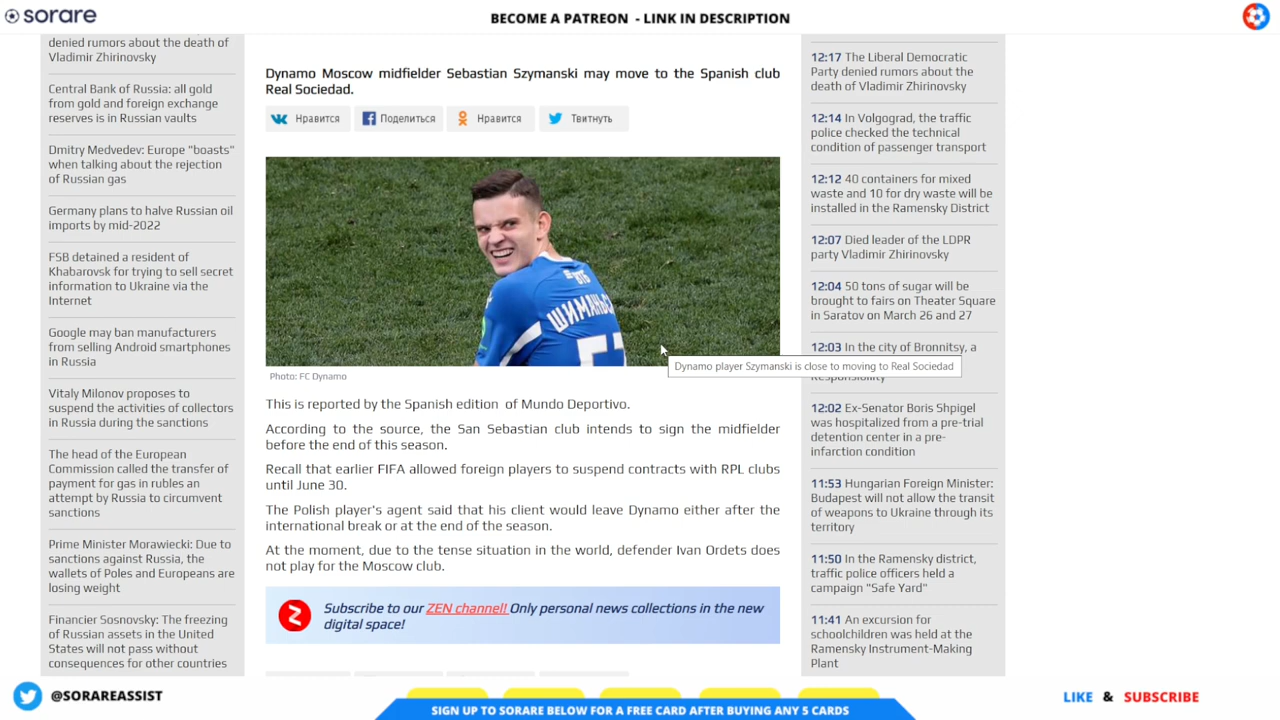 sorare
BECOME A PATREON - LINK IN DESCRIPTION
denied rumors about the death of
Vladimir Zhirinovsky
Central Bank of Russia: all gold
from gold and foreign exchange
reserves is in Russian vaults
Dmitry Medvedev: Europe "boasts"
when talking about the rejection
of Russian gas
Germany plans to halve Russian oil
imports by mid-2022
FSB detained a resident of
Khabarovsk for trying to sell secret
information to Ukraine via the
Internet
Google may ban manufacturers
from selling Android smartphones
in Russia
Vitaly Milonov proposes to
suspend the activities of collectors
in Russia during the sanctions
The head of the European
Commission called the transfer of
payment for gas in rubles an
attempt by Russia to circumvent
sanctions
Prime Minister Morawiecki: Due to
sanctions against Russia, the
wallets of Poles and Europeans are
losing weight
Financier Sosnovsky: The freezing
of Russian assets in the United
States will not pass without
consequences for other countries
Dynamo Moscow midfielder Sebastian Szymanski may move to the Spanish club
Real Sociedad.
Нравится
Поделиться
Нравится
Твитнуть
ВТБ
ШИМАНЬС
Dynamo player Szymanski is close to moving to Real Sociedad
Photo: FC Dynamo
This is reported by the Spanish edition of Mundo Deportivo.
According to the source, the San Sebastian club intends to sign the midfielder
before the end of this season.
Recall that earlier FIFA allowed foreign players to suspend contracts with RPL clubs
until June 30.
The Polish player's agent said that his client would leave Dynamo either after the
international break or at the end of the season.
At the moment, due to the tense situation in the world, defender Ivan Ordets does
not play for the Moscow club.
Subscribe to our ZEN channel! Only personal news collections in the new
digital space!
12:17 The Liberal Democratic
Party denied rumors about the
death of Vladimir Zhirinovsky
12:14 In Volgograd, the traffic
police checked the technical
condition of passenger transport
12:12 40 containers for mixed
waste and 10 for dry waste will be
installed in the Ramensky District
12:07 Died leader of the LDPR
party Vladimir Zhirinovsky
12:04 50 tons of sugar will be
brought to fairs on Theater Square
in Saratov on March 26 and 27
12:03 In the city of Bronnitsy, a
12:02 Ex-Senator Boris Shpigel
was hospitalized from a pre-trial
detention center in a pre-
infarction condition
11:53 Hungarian Foreign Minister:
Budapest will not allow the transit
of weapons to Ukraine through its
territory
11:50 In the Ramensky district,
traffic police officers held a
campaign "Safe Yard"
11:41 An excursion for
schoolchildren was held at the
Ramensky Instrument-Making
Plant
@SORAREASSIST
SIGN UP TO SORARE BELOW FOR A FREE CARD AFTER BUYING ANY 5 CARDS
LIKE & SUBSCRIBE